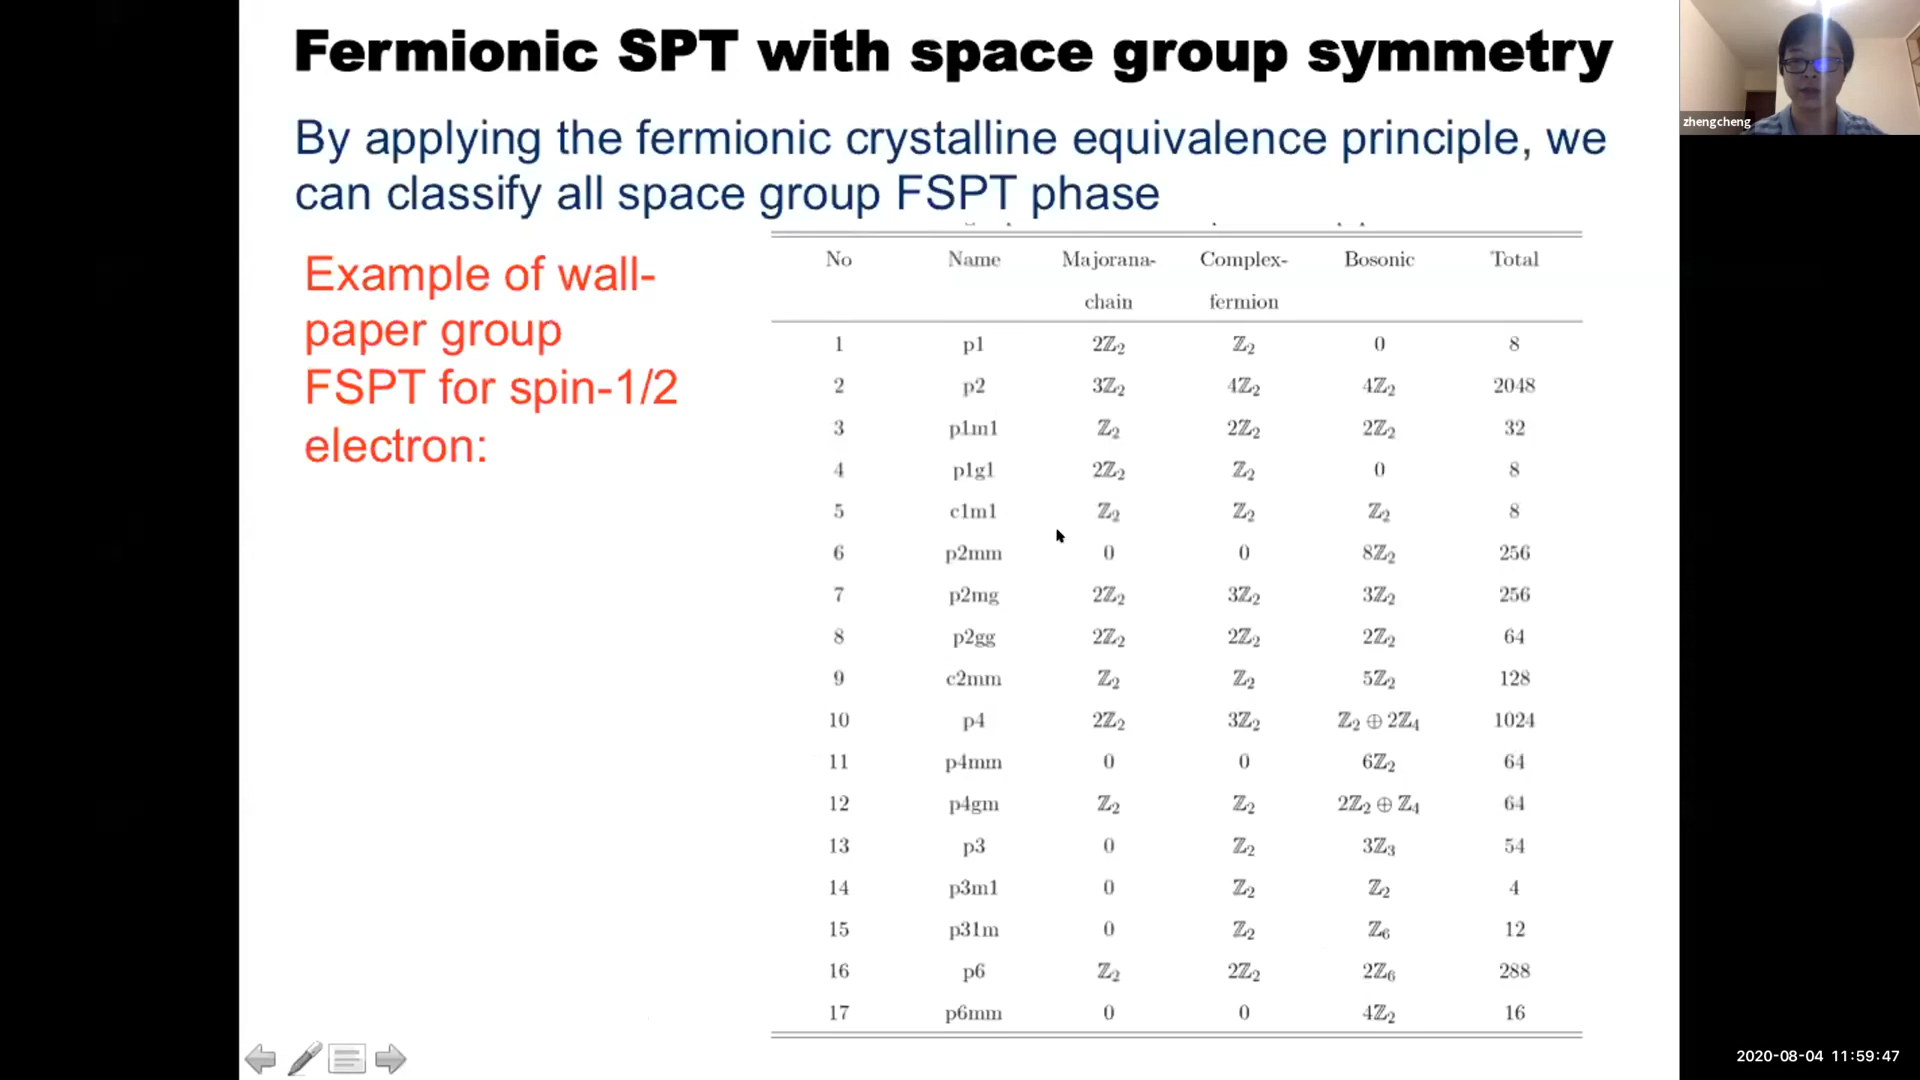 Fermionic SPT with space group symmetry
By applying the fermionic crystalline equivalence principle, we
can classify all space group FSPT phase
Example of wall-
paper group
FSPT for spin-1/2
electron:
No Name Majorana- Complex- Bosonic Total
chain fermion
1 p1 2ℤ₂ ℤ₂ 0 8
2 p2 3ℤ₂ 4ℤ₂ 4ℤ₂ 2048
3 p1m1 ℤ₂ 2ℤ₂ 2ℤ₂ 32
4 p1g1 2ℤ₂ ℤ₂ 0 8
5 c1m1 ℤ₂ ℤ₂ ℤ₂ 8
6 p2mm 0 0 8ℤ₂ 256
7 p2mg 2ℤ₂ 3ℤ₂ 3ℤ₂ 256
8 p2gg 2ℤ₂ 2ℤ₂ 2ℤ₂ 64
9 c2mm ℤ₂ ℤ₂ 5ℤ₂ 128
10 p4 2ℤ₂ 3ℤ₂ ℤ₂ ⊕ 2ℤ₄ 1024
11 p4mm 0 0 6ℤ₂ 64
12 p4gm ℤ₂ ℤ₂ 2ℤ₂ ⊕ ℤ₄ 64
13 p3 0 ℤ₂ 3ℤ₃ 54
14 p3m1 0 ℤ₂ ℤ₂ 4
15 p31m 0 ℤ₂ ℤ₆ 12
16 p6 ℤ₂ 2ℤ₂ 2ℤ₆ 288
17 p6mm 0 0 4ℤ₂ 16
zhengcheng
2020-08-04 11:59:47